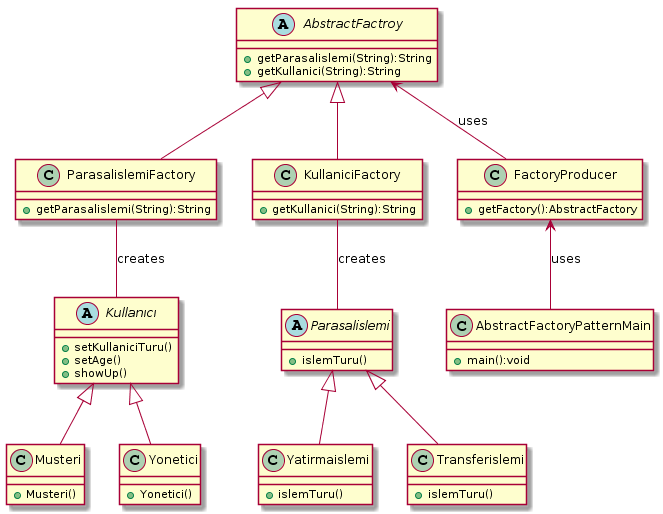 A AbstractFactroy
getParasalislemi(String):String
getKullanici(String):String
uses
C ParasalislemiFactory
getParasalislemi(String):String
C KullaniciFactory
getKullanici(String):String
C FactoryProducer
getFactory():AbstractFactory
creates
creates
uses
A Kullanıcı
setKullaniciTuru()
setAge()
showUp()
A Parasalislemi
islemTuru()
C AbstractFactoryPatternMain
main():void
C Musteri
Musteri()
C Yonetici
Yonetici()
C Yatirmaislemi
islemTuru()
C Transferislemi
islemTuru()